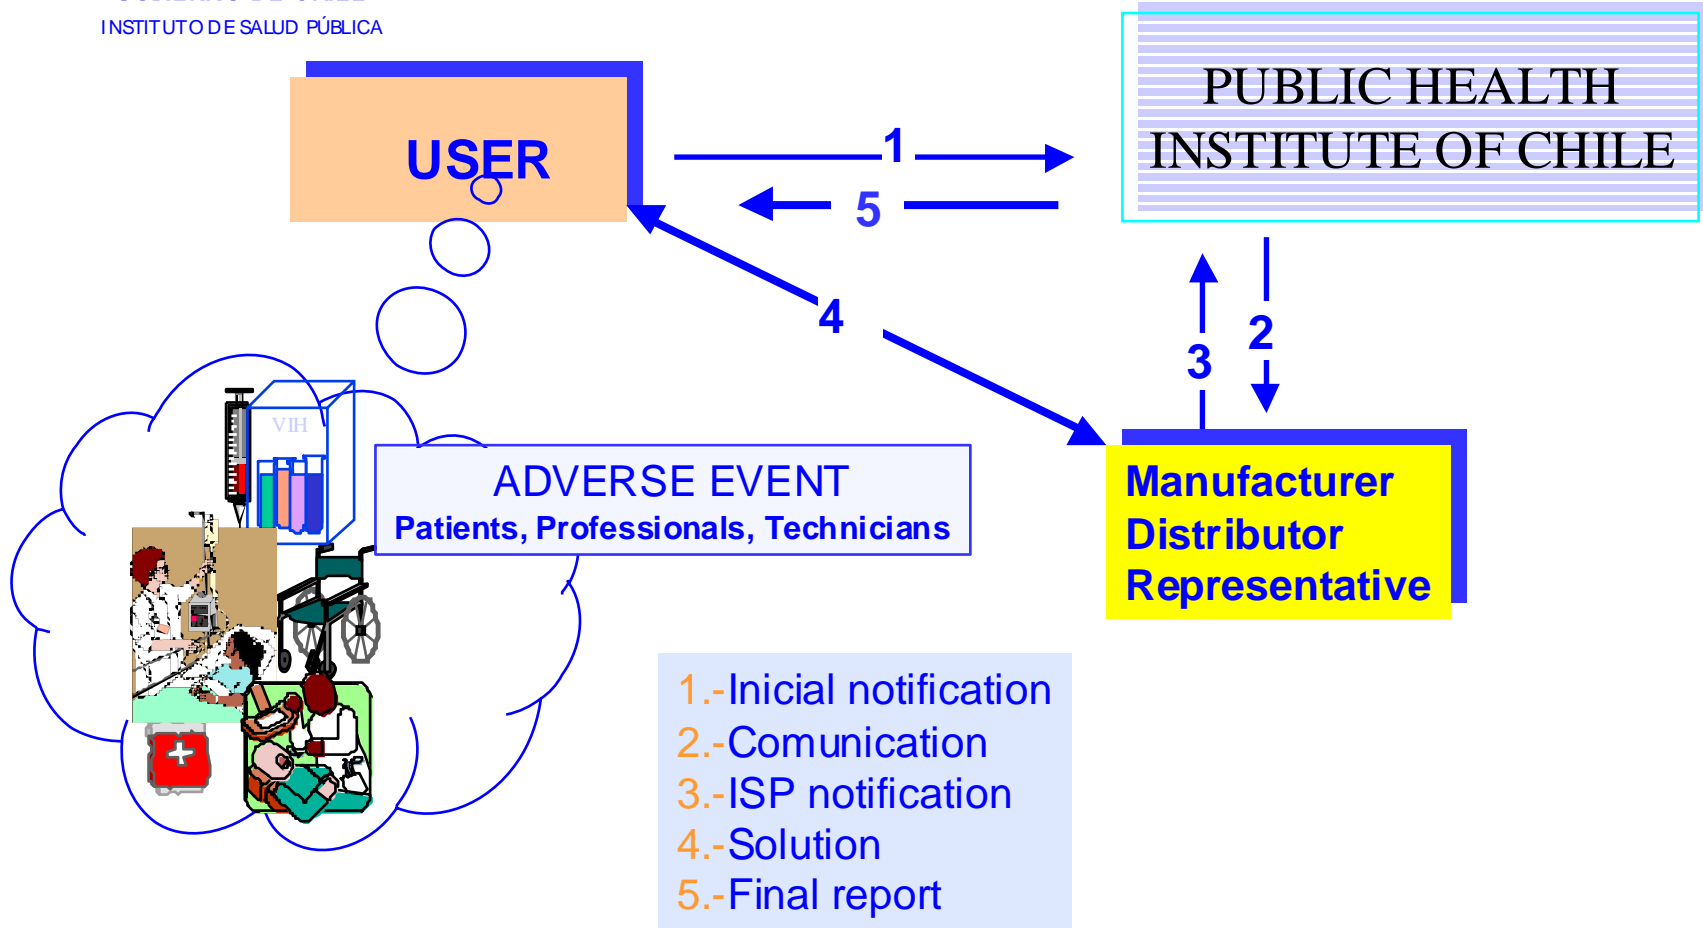 INSTITUTO DE SALUD PÚBLICA
PUBLIC HEALTH
INSTITUTE OF CHILE
USER
1
5
4
3
2
VIH
ADVERSE EVENT
Patients, Professionals, Technicians
Manufacturer
Distributor
Representative
1.-Inicial notification
2.-Comunication
3.-ISP notification
4.-Solution
5.-Final report